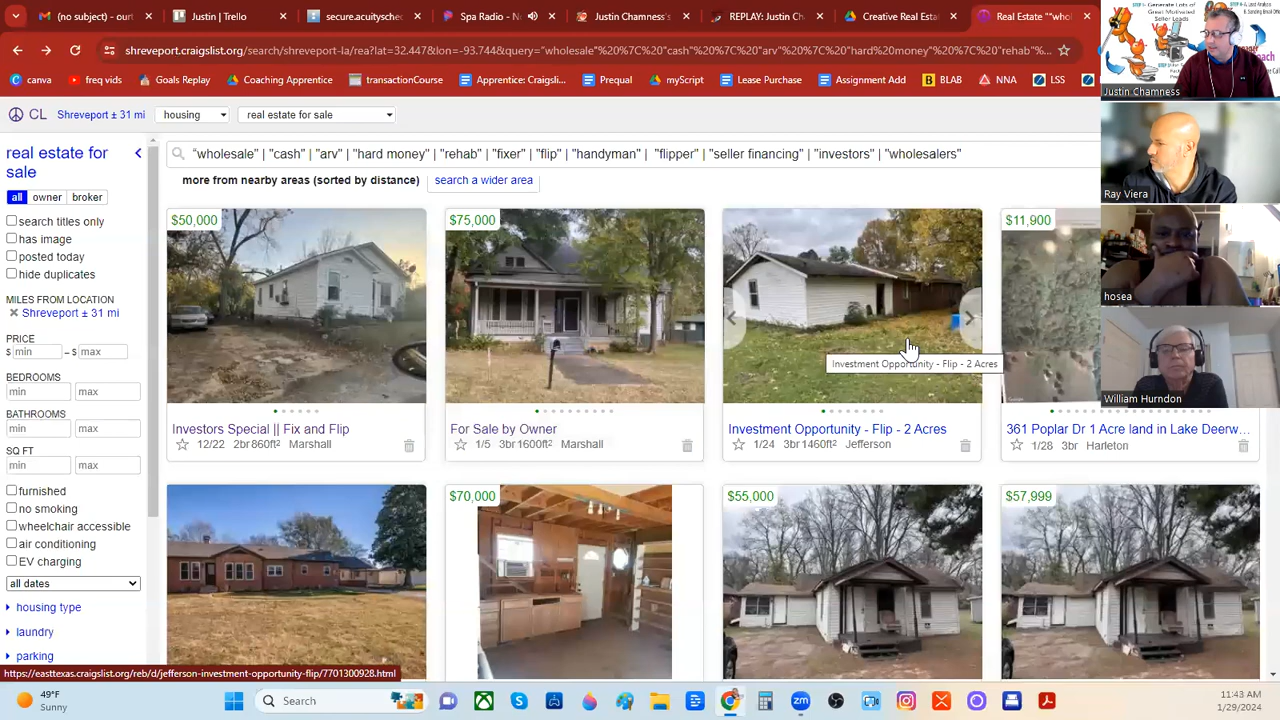 (no subject) - ourt
Justin | Trello
secure.acuitysche
Spa Radio - N
Justin Chamness's
REPLAY: Justin C
Creative Real Esta
Real Estate ""who
shreveport.craigslist.org/search/shreveport-la/rea?lat=32.447&lon=-93.744&query="wholesale"%20%7C%20"cash"%20%7C%20"arv"%20%7C%20"hard%20money"%20%7C%20"rehab"%...
canva
freq vids
Goals Replay
Coaching Apprentice
transactionCours
Apprentice: Craigsli...
Prequal
myScript
Lease Purchase
Assignment Add
BLAB
NNA
LSS
CL
Shreveport ± 31 mi
housing
real estate for sale
real estate for
sale
"wholesale" | "cash" | "arv" | "hard money" | "rehab" | "fixer" | "flip" | "handyman" | "flipper" | "seller financing" | "investors" | "wholesalers"
more from nearby areas (sorted by distance)
search a wider area
all owner broker
search titles only
has image
posted today
hide duplicates
MILES FROM LOCATION
Shreveport ± 31 mi
PRICE
$ min – $ max
BEDROOMS
min max
BATHROOMS
min max
SQ FT
min max
furnished
no smoking
wheelchair accessible
air conditioning
EV charging
all dates
housing type
laundry
parking
$50,000
Investors Special || Fix and Flip
12/22 2br 860ft² Marshall
$75,000
For Sale by Owner
1/5 3br 1600ft² Marshall
Investment Opportunity - Flip - 2 Acres
Investment Opportunity - Flip - 2 Acres
1/24 3br 1460ft² Jefferson
$11,900
361 Poplar Dr 1 Acre land in Lake Deerw...
1/28 3br Harleton
$70,000
$55,000
$57,999
Justin Chamness
Ray Viera
hosea
William Hurndon
https://easttexas.craigslist.org/reb/d/jefferson-investment-opportunity-flip/7701300928.html
49°F
Sunny
Search
11:43 AM
1/29/2024